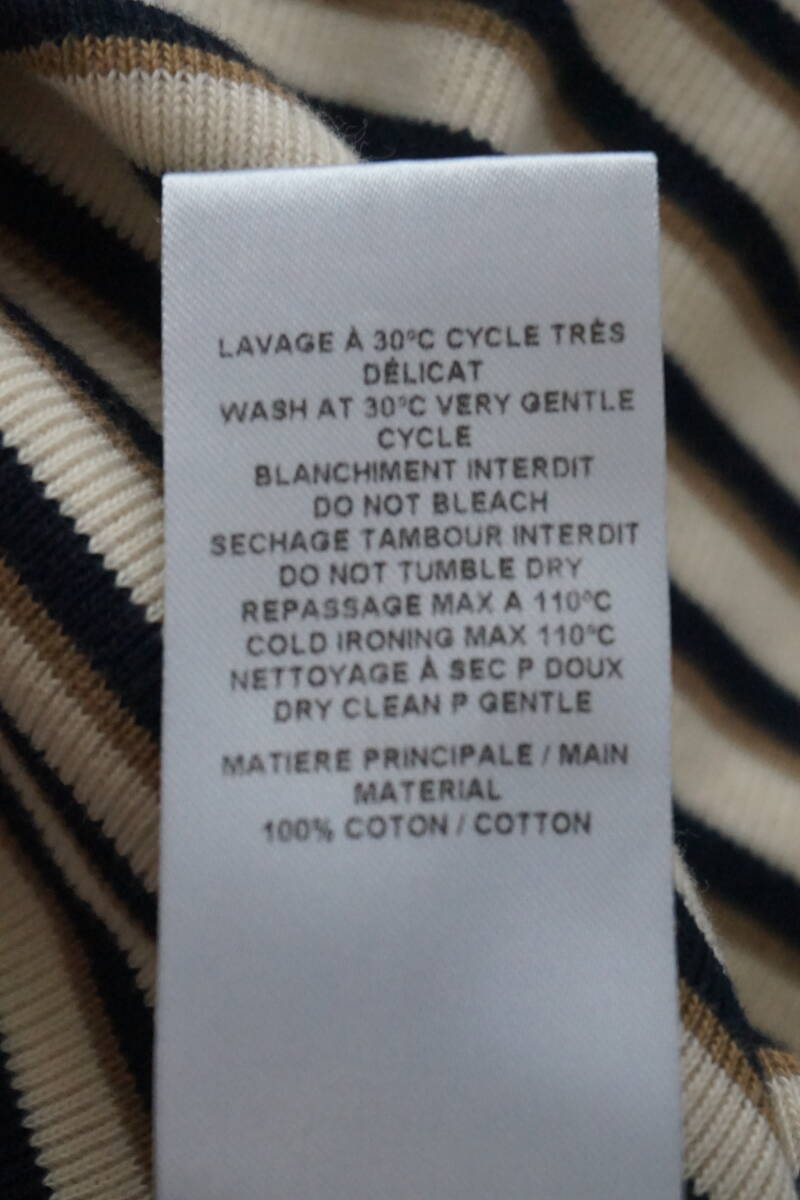 LAVAGE À 30°C CYCLE TRÈS
DÉLICAT
WASH AT 30°C VERY GENTLE
CYCLE
BLANCHIMENT INTERDIT
DO NOT BLEACH
SECHAGE TAMBOUR INTERDIT
DO NOT TUMBLE DRY
REPASSAGE MAX A 110°C
COLD IRONING MAX 110°C
NETTOYAGE À SEC P DOUX
DRY CLEAN P GENTLE
MATIERE PRINCIPALE / MAIN
MATERIAL
100% COTON / COTTON